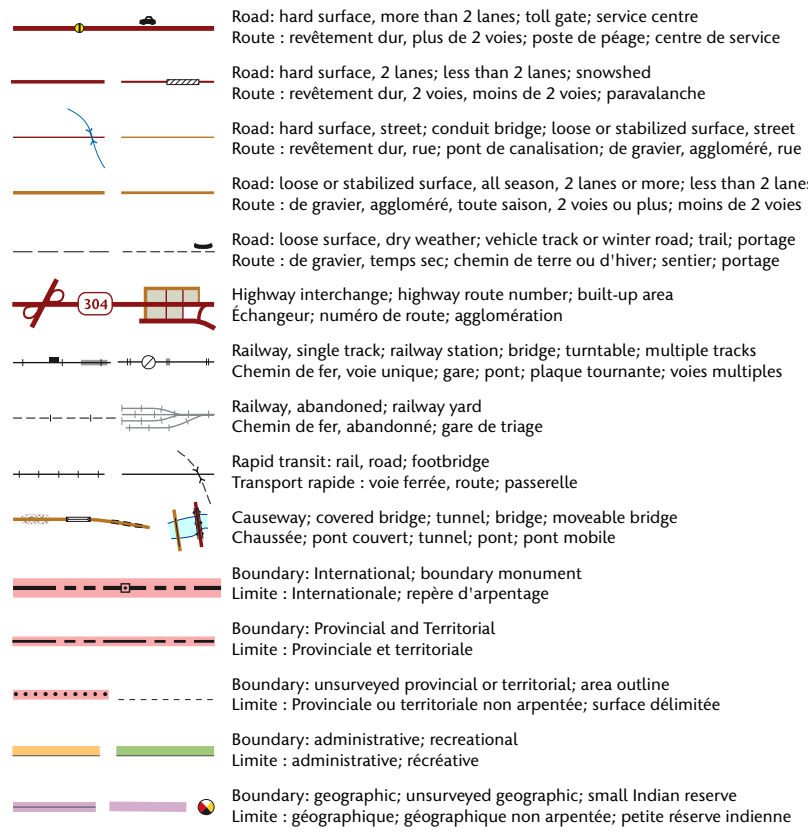 Road: hard surface, more than 2 lanes; toll gate; service centre
Route : revêtement dur, plus de 2 voies; poste de péage; centre de service
Road: hard surface, 2 lanes; less than 2 lanes; snowshed
Route : revêtement dur, 2 voies, moins de 2 voies; paravalanche
Road: hard surface, street; conduit bridge; loose or stabilized surface, street
Route : revêtement dur, rue; pont de canalisation; de gravier, aggloméré, rue
Road: loose or stabilized surface, all season, 2 lanes or more; less than 2 lanes
Route : de gravier, aggloméré, toute saison, 2 voies ou plus; moins de 2 voies
Road: loose surface, dry weather; vehicle track or winter road; trail; portage
Route : de gravier, temps sec; chemin de terre ou d'hiver; sentier; portage
304
Highway interchange; highway route number; built-up area
Échangeur; numéro de route; agglomération
Railway, single track; railway station; bridge; turntable; multiple tracks
Chemin de fer, voie unique; gare; pont; plaque tournante; voies multiples
Railway, abandoned; railway yard
Chemin de fer, abandonné; gare de triage
Rapid transit: rail, road; footbridge
Transport rapide : voie ferrée, route; passerelle
Causeway; covered bridge; tunnel; bridge; moveable bridge
Chaussée; pont couvert; tunnel; pont; pont mobile
Boundary: International; boundary monument
Limite : Internationale; repère d'arpentage
Boundary: Provincial and Territorial
Limite : Provinciale et territoriale
Boundary: unsurveyed provincial or territorial; area outline
Limite : Provinciale ou territoriale non arpentée; surface délimitée
Boundary: administrative; recreational
Limite : administrative; récréative
Boundary: geographic; unsurveyed geographic; small Indian reserve
Limite : géographique; géographique non arpentée; petite réserve indienne